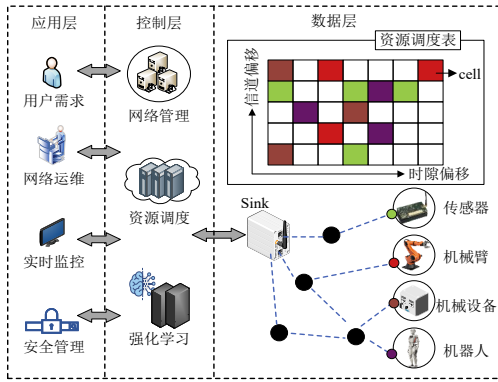 应用层
控制层
数据层
资源调度表
用户需求
网络管理
信道偏移
cell
时隙偏移
网络运维
资源调度
Sink
传感器
实时监控
机械臂
强化学习
机械设备
安全管理
机器人